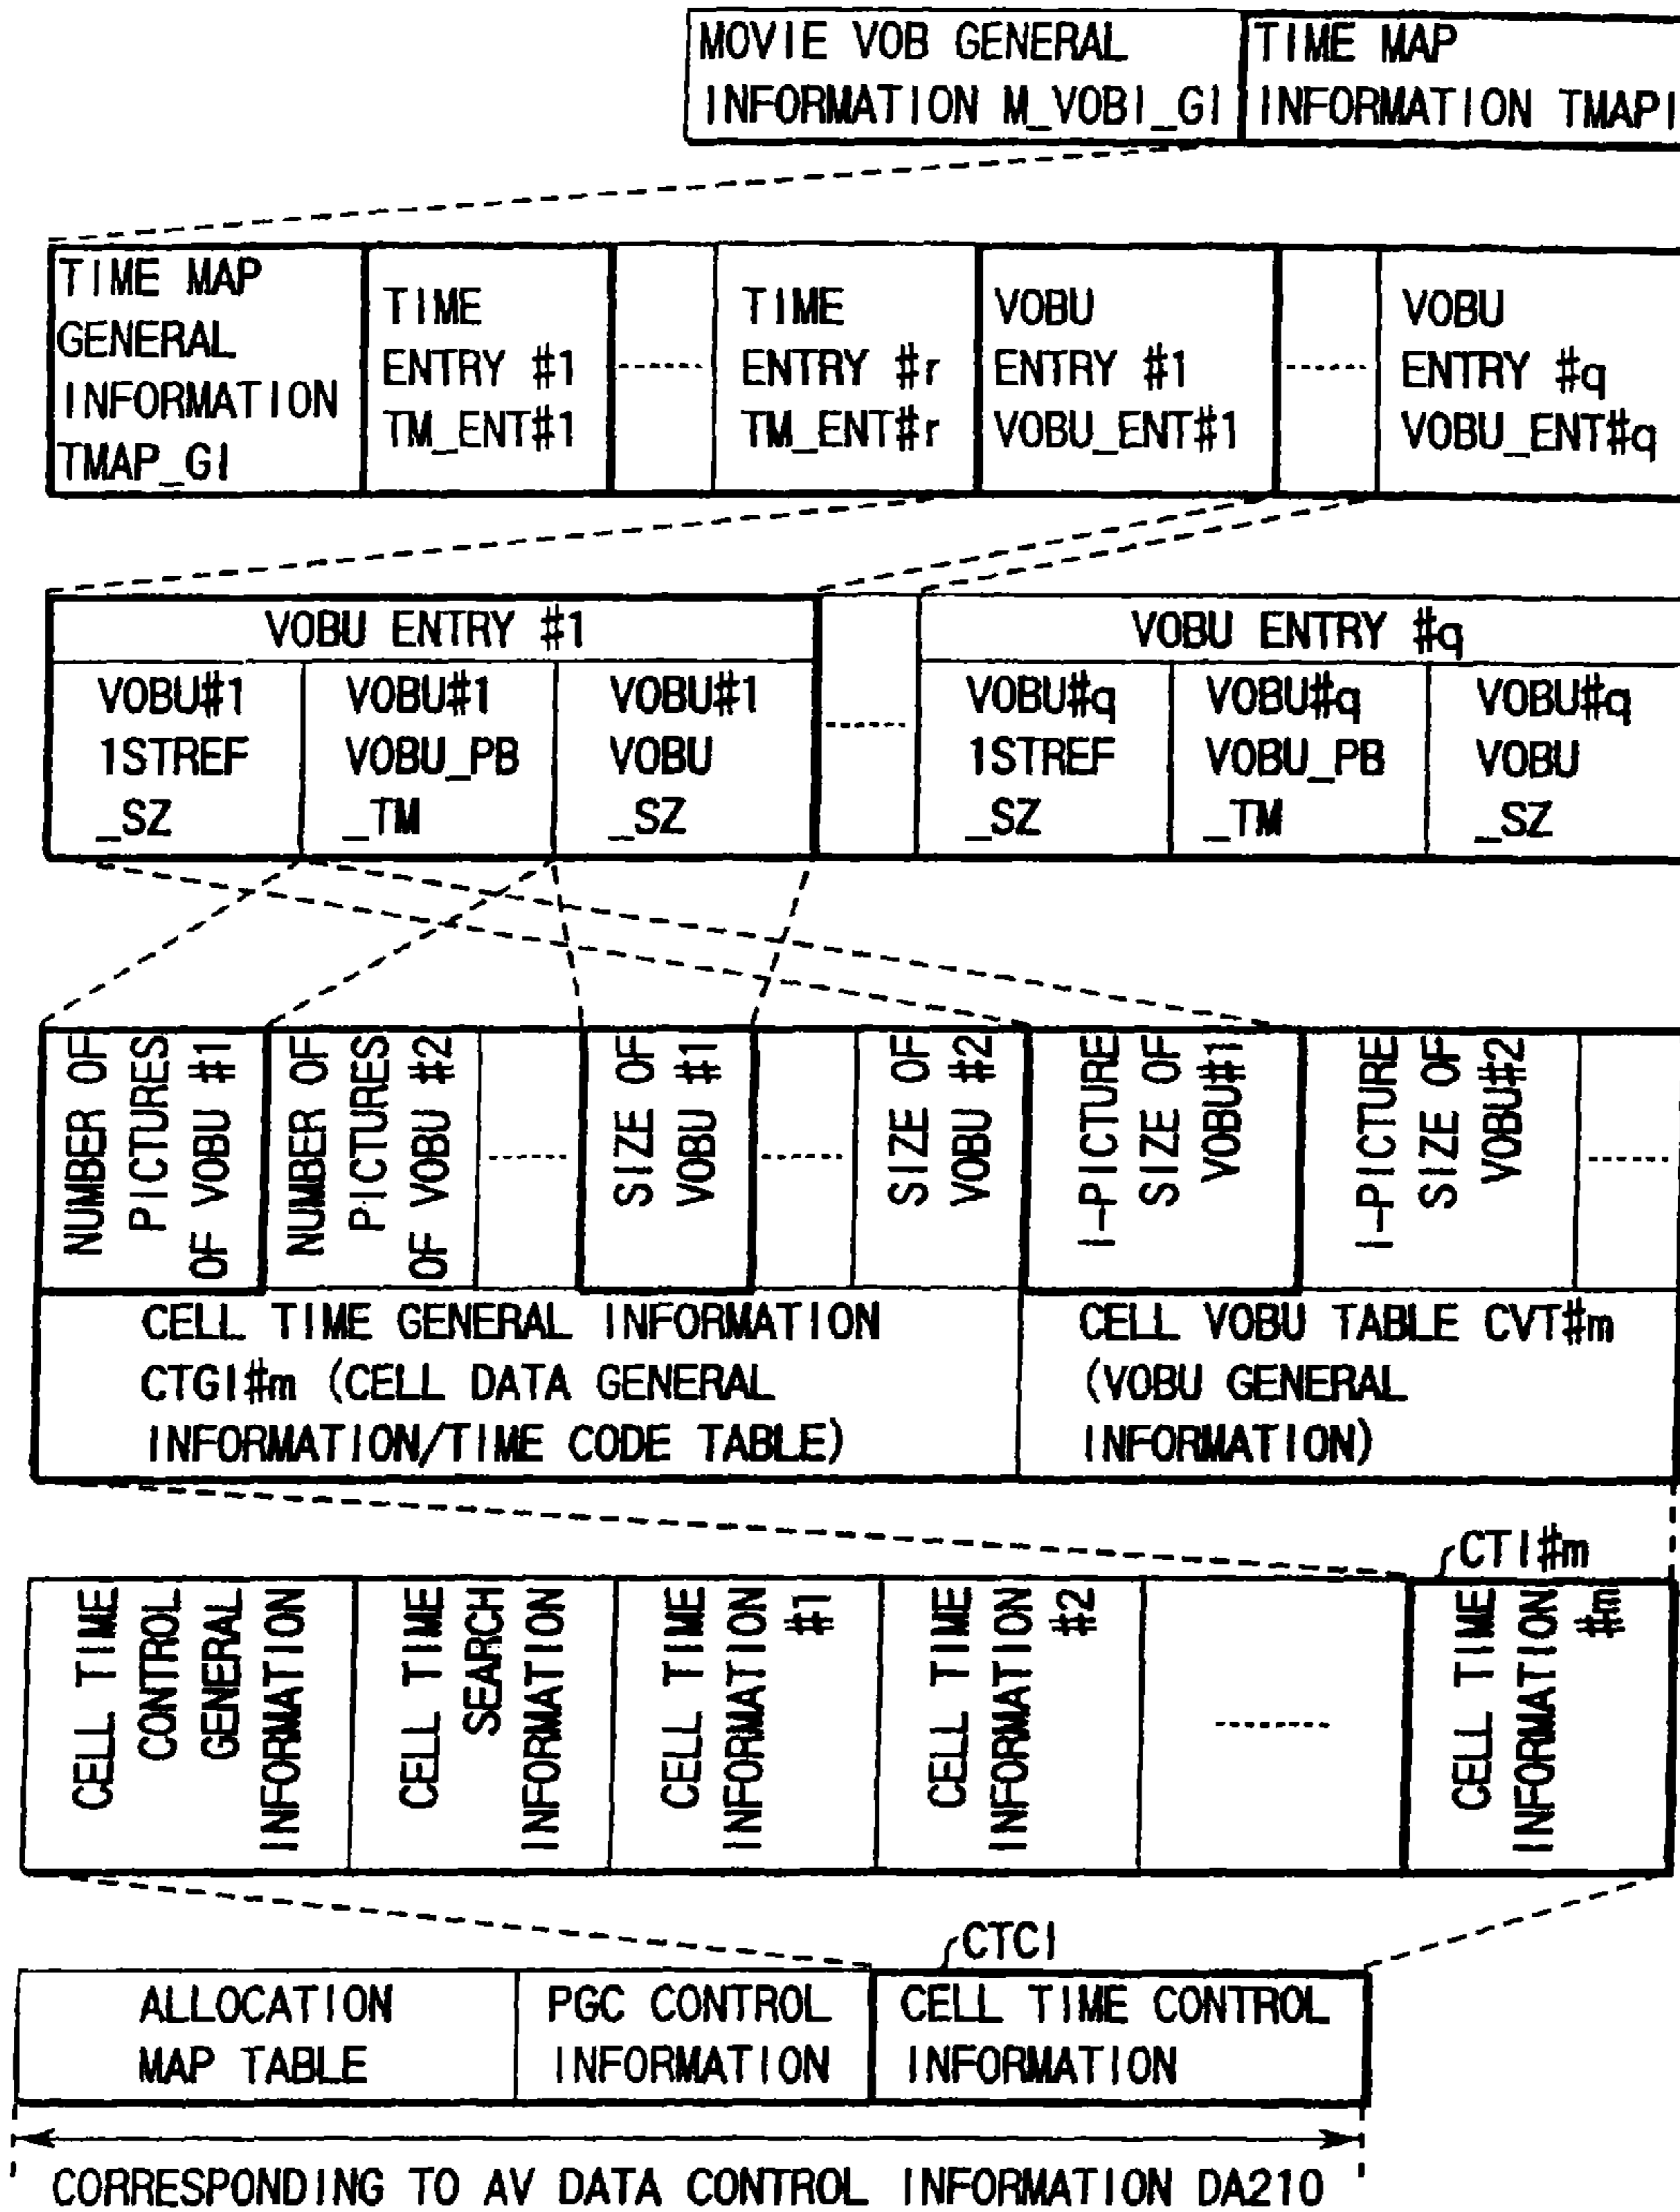 MOVIE VOB GENERAL
INFORMATION M_VOBI_GI
TIME MAP
INFORMATION TMAPI
TIME MAP
GENERAL
INFORMATION
TMAP_GI
TIME
ENTRY #1
TM_ENT#1
TIME
ENTRY #r
TM_ENT#r
VOBU
ENTRY #1
VOBU_ENT#1
VOBU
ENTRY #q
VOBU_ENT#q
VOBU ENTRY #1
VOBU#1
1STREF
_SZ
VOBU#1
VOBU_PB
_TM
VOBU#1
VOBU
_SZ
VOBU ENTRY #q
VOBU#q
1STREF
_SZ
VOBU#q
VOBU_PB
_TM
VOBU#q
VOBU
_SZ
NUMBER OF
PICTURES
OF VOBU #1
NUMBER OF
PICTURES
OF VOBU #2
SIZE OF
VOBU #1
SIZE OF
VOBU #2
I-PICTURE
SIZE OF
VOBU#1
I-PICTURE
SIZE OF
VOBU#2
CELL TIME GENERAL INFORMATION
CTGI#m (CELL DATA GENERAL
INFORMATION/TIME CODE TABLE)
CELL VOBU TABLE CVT#m
(VOBU GENERAL
INFORMATION)
CTI#m
CELL TIME
CONTROL
GENERAL
INFORMATION
CELL TIME
SEARCH
INFORMATION
CELL TIME
INFORMATION
#1
CELL TIME
INFORMATION
#2
CELL TIME
INFORMATION
#m
CTCI
ALLOCATION
MAP TABLE
PGC CONTROL
INFORMATION
CELL TIME CONTROL
INFORMATION
CORRESPONDING TO AV DATA CONTROL INFORMATION DA210